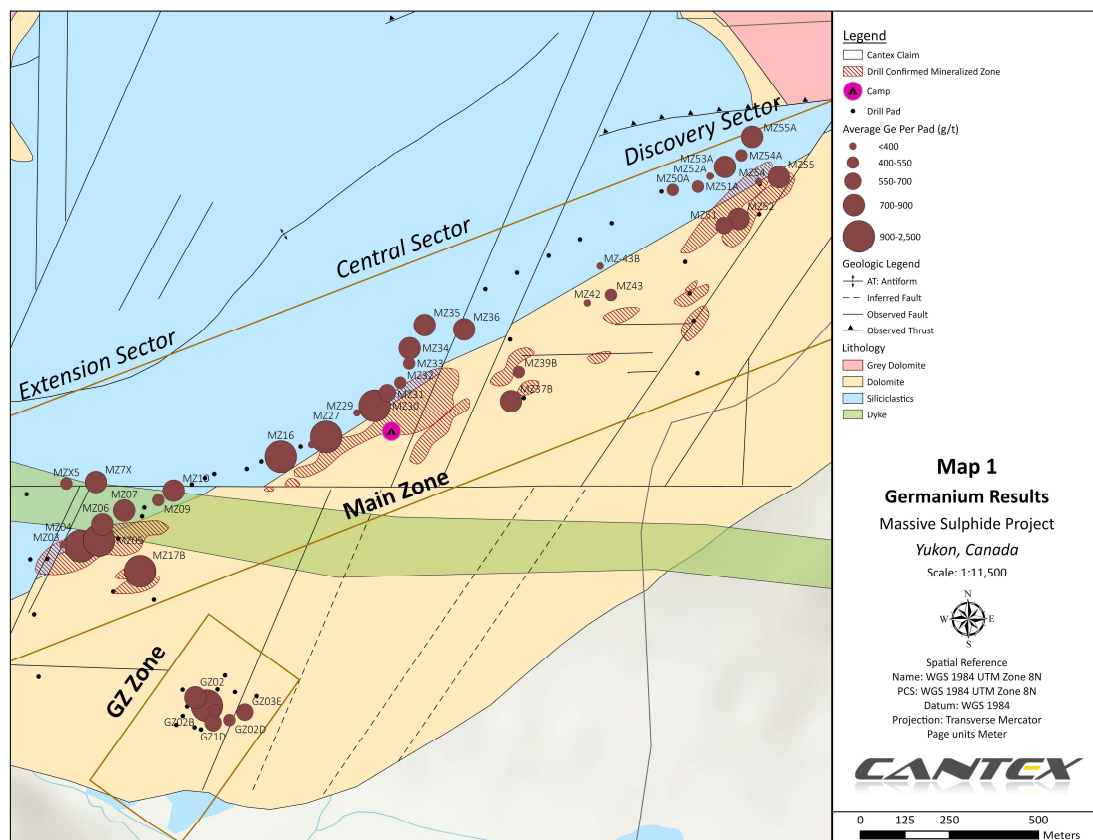 Discovery Sector
Central Sector
Extension Sector
Main Zone
GZ Zone
MZ55A
MZ54A
MZ53A
MZ52A
MZ54
MZ55
MZ50A
MZ51A
MZ51
MZ52
MZ-43B
MZ43
MZ42
MZ35
MZ36
MZ34
MZ33
MZ32
MZ39B
MZ37B
MZ31
MZ30
MZ29
MZ27
MZ16
MZX5
MZ7X
MZ10
MZ07
MZ09
MZ06
MZ04
MZ03
MZ05
MZ17B
GZ02
GZ03E
GZ02B
GZ02D
GZ1D
Legend
Cantex Claim
Drill Confirmed Mineralized Zone
Camp
Drill Pad
Average Ge Per Pad (g/t)
<400
400-550
550-700
700-900
900-2,500
Geologic Legend
AT: Antiform
Inferred Fault
Observed Fault
Observed Thrust
Lithology
Grey Dolomite
Dolomite
Siliciclastics
Dyke
Map 1
Germanium Results
Massive Sulphide Project
Yukon, Canada
Scale: 1:11,500
N
W E
S
Spatial Reference
Name: WGS 1984 UTM Zone 8N
PCS: WGS 1984 UTM Zone 8N
Datum: WGS 1984
Projection: Transverse Mercator
Page units Meter
CANTEX
0 125 250 500
Meters